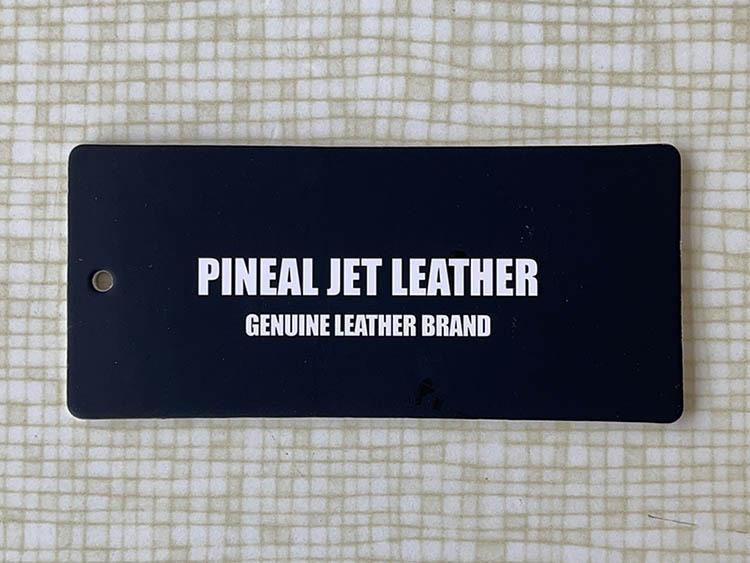 PINEAL JET LEATHER
GENUINE LEATHER BRAND